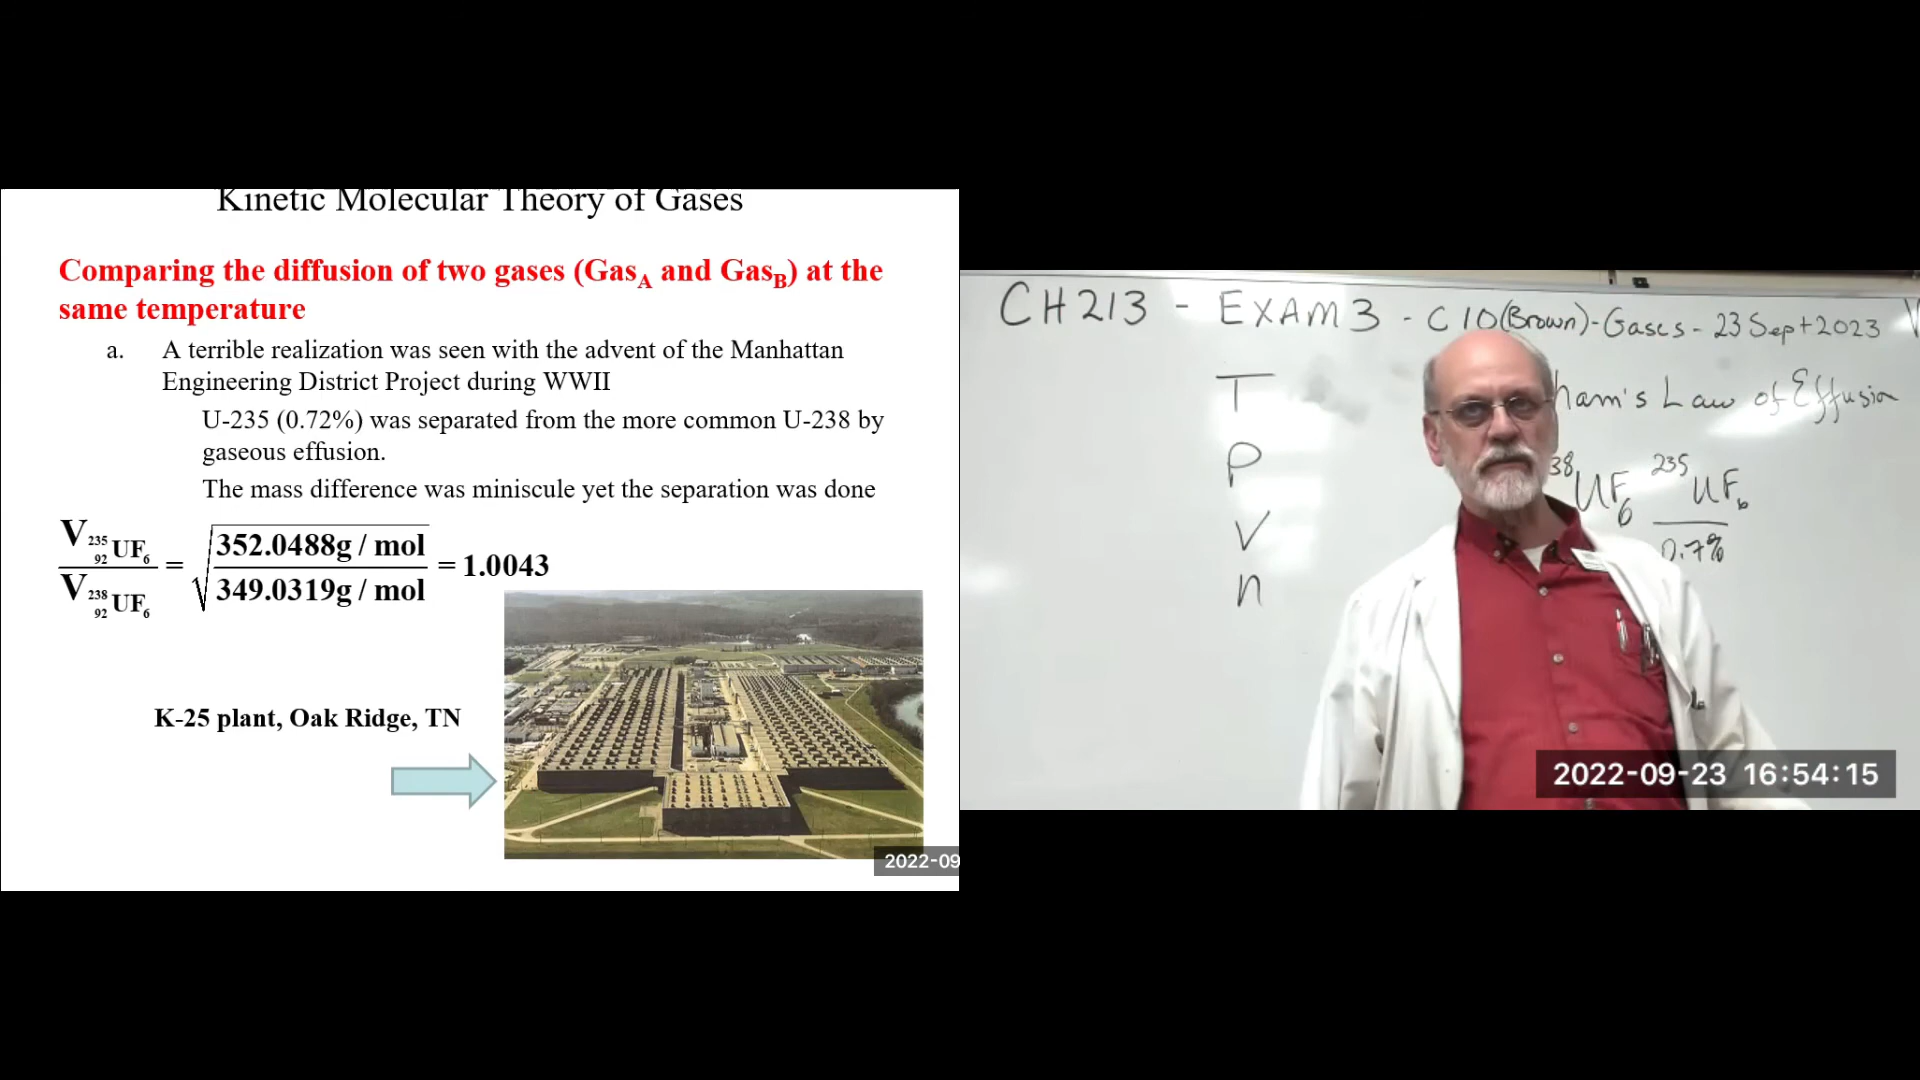 Kinetic Molecular Theory of Gases
Comparing the diffusion of two gases (GasA and GasB) at the
same temperature
a. A terrible realization was seen with the advent of the Manhattan
Engineering District Project during WWII
U-235 (0.72%) was separated from the more common U-238 by
gaseous effusion.
The mass difference was miniscule yet the separation was done
V 235 92 UF6 / V 238 92 UF6 = √(352.0488g / mol / 349.0319g / mol) = 1.0043
K-25 plant, Oak Ridge, TN
2022-09
CH213 - EXAM 3 - C10(Brown)-Gases - 23 Sept 2023
ham's Law of Effusion
T
P
V
n
38UF6 235UF6
0.7%
2022-09-23 16:54:15